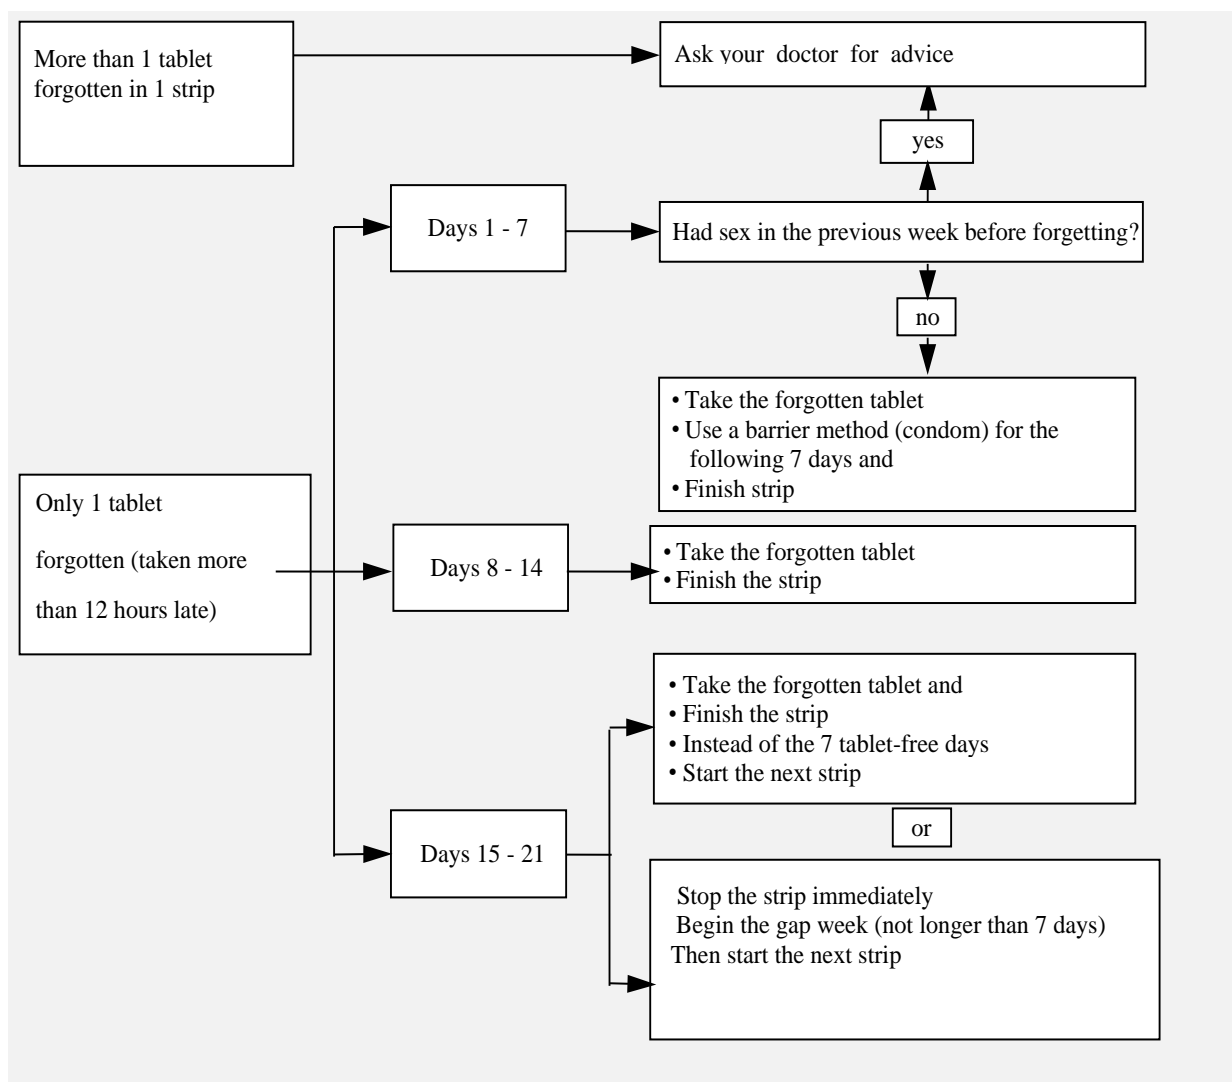 More than 1 tablet
forgotten in 1 strip
Ask your doctor for advice
yes
Days 1 - 7
Had sex in the previous week before forgetting?
no
• Take the forgotten tablet
• Use a barrier method (condom) for the
following 7 days and
• Finish strip
Only 1 tablet
forgotten (taken more
than 12 hours late)
Days 8 - 14
• Take the forgotten tablet
• Finish the strip
• Take the forgotten tablet and
• Finish the strip
• Instead of the 7 tablet-free days
• Start the next strip
or
Days 15 - 21
Stop the strip immediately
Begin the gap week (not longer than 7 days)
Then start the next strip